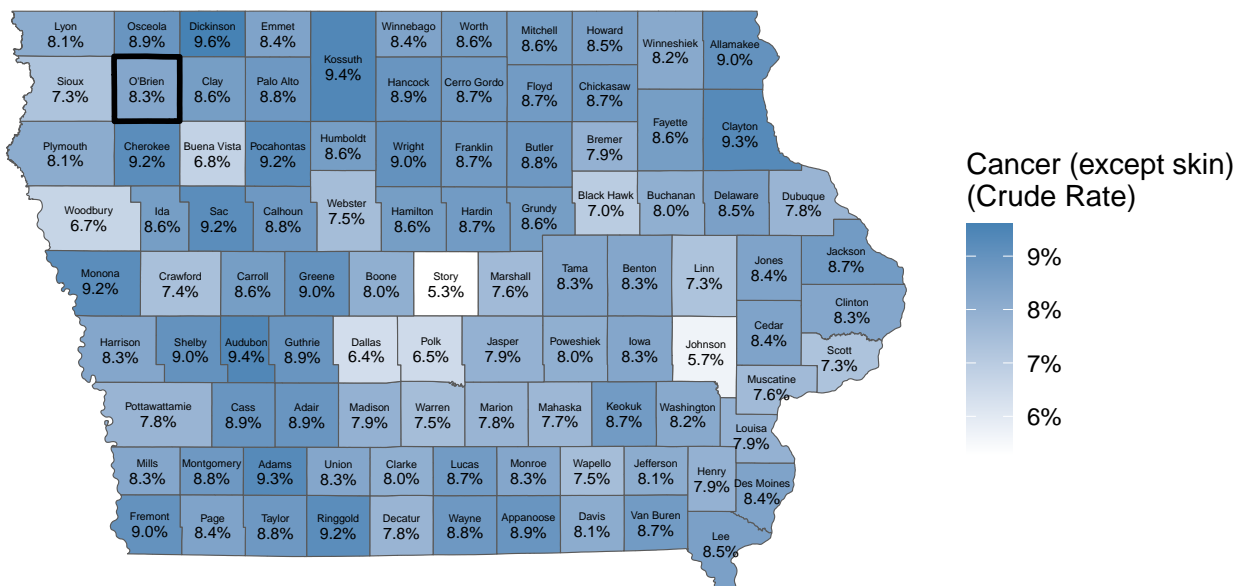 Lyon
8.1%
Osceola
8.9%
Dickinson
9.6%
Emmet
8.4%
Kossuth
9.4%
Winnebago
8.4%
Worth
8.6%
Mitchell
8.6%
Howard
8.5%
Winneshiek
8.2%
Allamakee
9.0%
Sioux
7.3%
O'Brien
8.3%
Clay
8.6%
Palo Alto
8.8%
Hancock
8.9%
Cerro Gordo
8.7%
Floyd
8.7%
Chickasaw
8.7%
Fayette
8.6%
Clayton
9.3%
Plymouth
8.1%
Cherokee
9.2%
Buena Vista
6.8%
Pocahontas
9.2%
Humboldt
8.6%
Wright
9.0%
Franklin
8.7%
Butler
8.8%
Bremer
7.9%
Woodbury
6.7%
Ida
8.6%
Sac
9.2%
Calhoun
8.8%
Webster
7.5%
Hamilton
8.6%
Hardin
8.7%
Grundy
8.6%
Black Hawk
7.0%
Buchanan
8.0%
Delaware
8.5%
Dubuque
7.8%
Monona
9.2%
Crawford
7.4%
Carroll
8.6%
Greene
9.0%
Boone
8.0%
Story
5.3%
Marshall
7.6%
Tama
8.3%
Benton
8.3%
Linn
7.3%
Jones
8.4%
Jackson
8.7%
Clinton
8.3%
Harrison
8.3%
Shelby
9.0%
Audubon
9.4%
Guthrie
8.9%
Dallas
6.4%
Polk
6.5%
Jasper
7.9%
Poweshiek
8.0%
Iowa
8.3%
Johnson
5.7%
Cedar
8.4%
Scott
7.3%
Muscatine
7.6%
Pottawattamie
7.8%
Cass
8.9%
Adair
8.9%
Madison
7.9%
Warren
7.5%
Marion
7.8%
Mahaska
7.7%
Keokuk
8.7%
Washington
8.2%
Louisa
7.9%
Mills
8.3%
Montgomery
8.8%
Adams
9.3%
Union
8.3%
Clarke
8.0%
Lucas
8.7%
Monroe
8.3%
Wapello
7.5%
Jefferson
8.1%
Henry
7.9%
Des Moines
8.4%
Fremont
9.0%
Page
8.4%
Taylor
8.8%
Ringgold
9.2%
Decatur
7.8%
Wayne
8.8%
Appanoose
8.9%
Davis
8.1%
Van Buren
8.7%
Lee
8.5%
Cancer (except skin)
(Crude Rate)
9%
8%
7%
6%